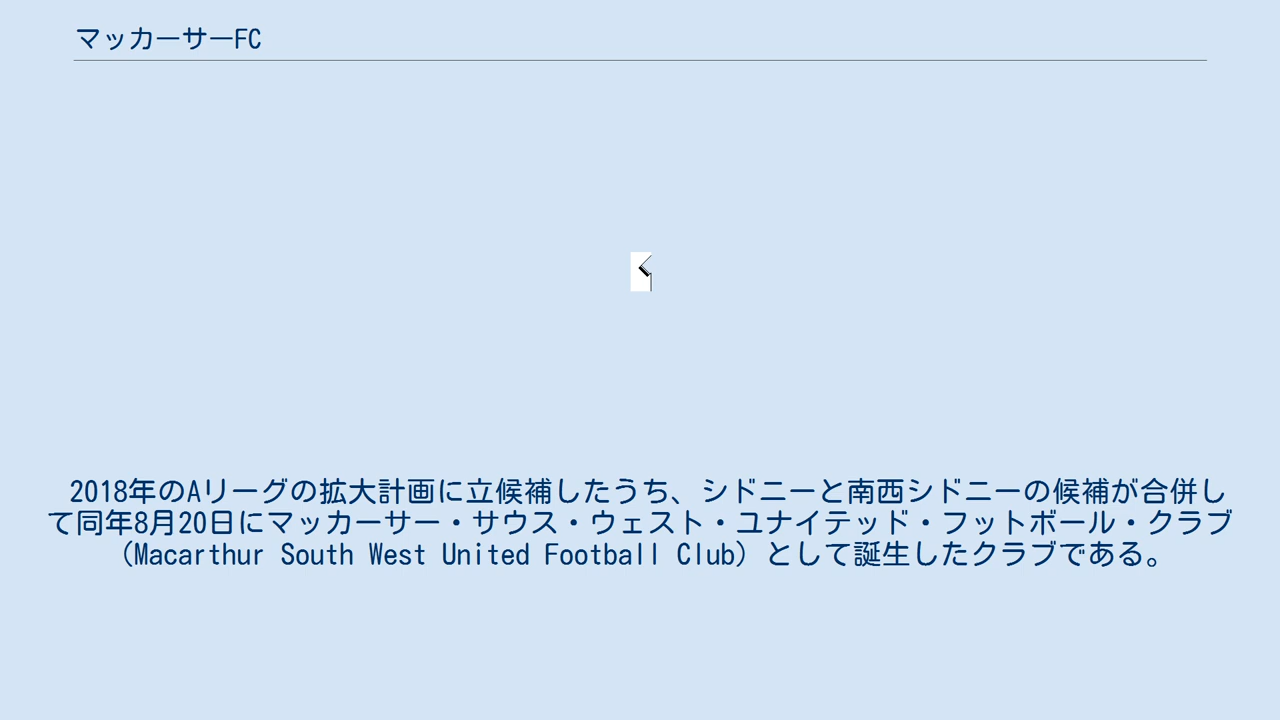 マッカーサーFC
2018年のAリーグの拡大計画に立候補したうち、シドニーと南西シドニーの候補が合併し
て同年8月20日にマッカーサー・サウス・ウェスト・ユナイテッド・フットボール・クラブ
（Macarthur South West United Football Club）として誕生したクラブである。